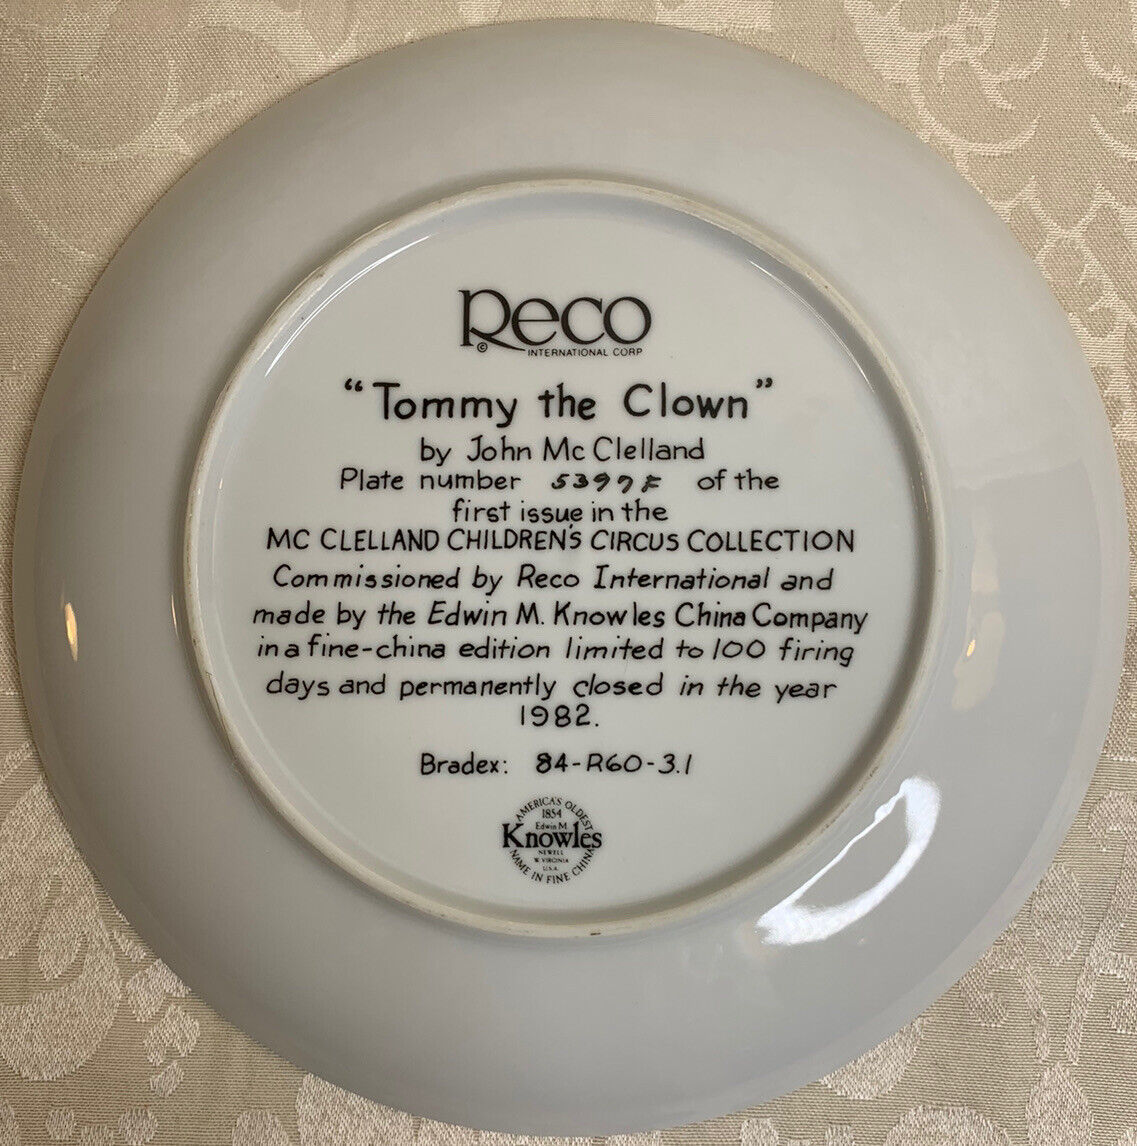 Reco
© INTERNATIONAL CORP
“Tommy the Clown”
by John Mc Clelland
Plate number 5397F of the
first issue in the
MC CLELLAND CHILDREN'S CIRCUS COLLECTION
Commissioned by Reco International and
made by the Edwin M. Knowles China Company
in a fine-china edition limited to 100 firing
days and permanently closed in the year
1982.
Bradex: 84-R60-3.1
AMERICA'S OLDEST
1854
Edwin M.
Knowles
NEWELL
W. VIRGINIA
U.S.A.
NAME IN FINE CHINA